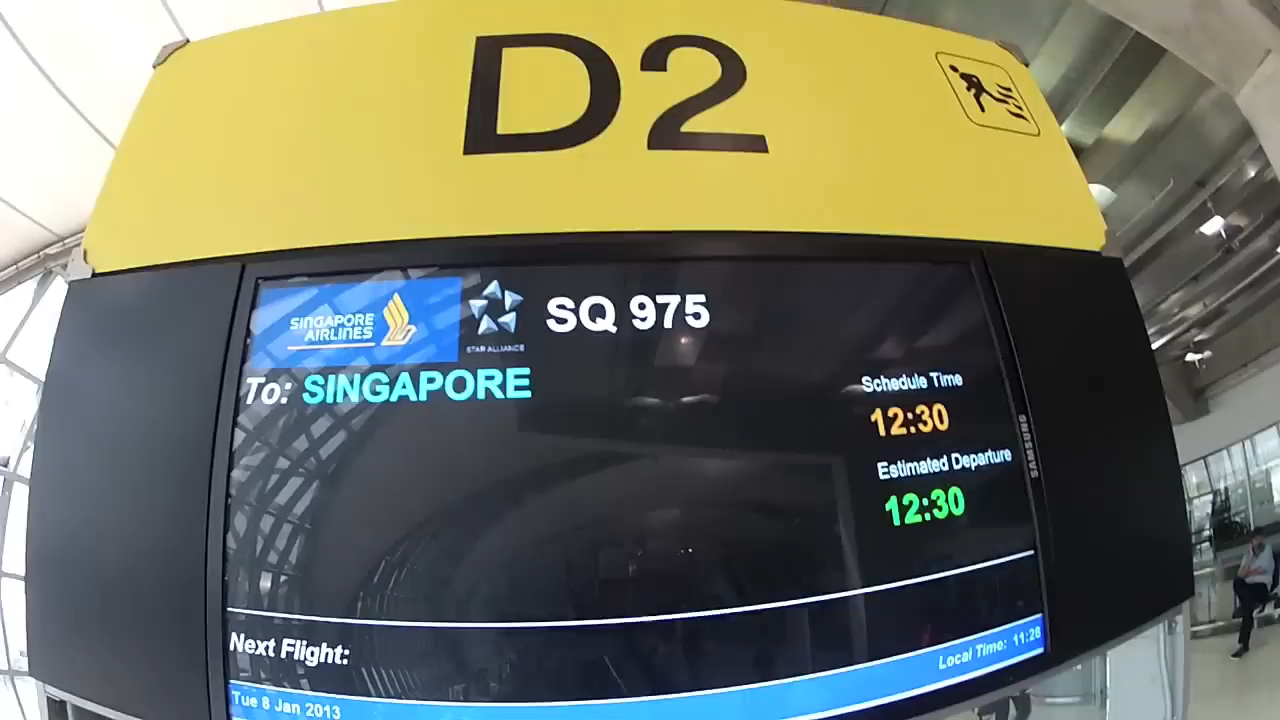 D2
SINGAPORE
AIRLINES
STAR ALLIANCE
SQ 975
To: SINGAPORE
Schedule Time
12:30
Estimated Departure
12:30
SAMSUNG
Next Flight:
Tue 8 Jan 2013
Local Time: 11:26